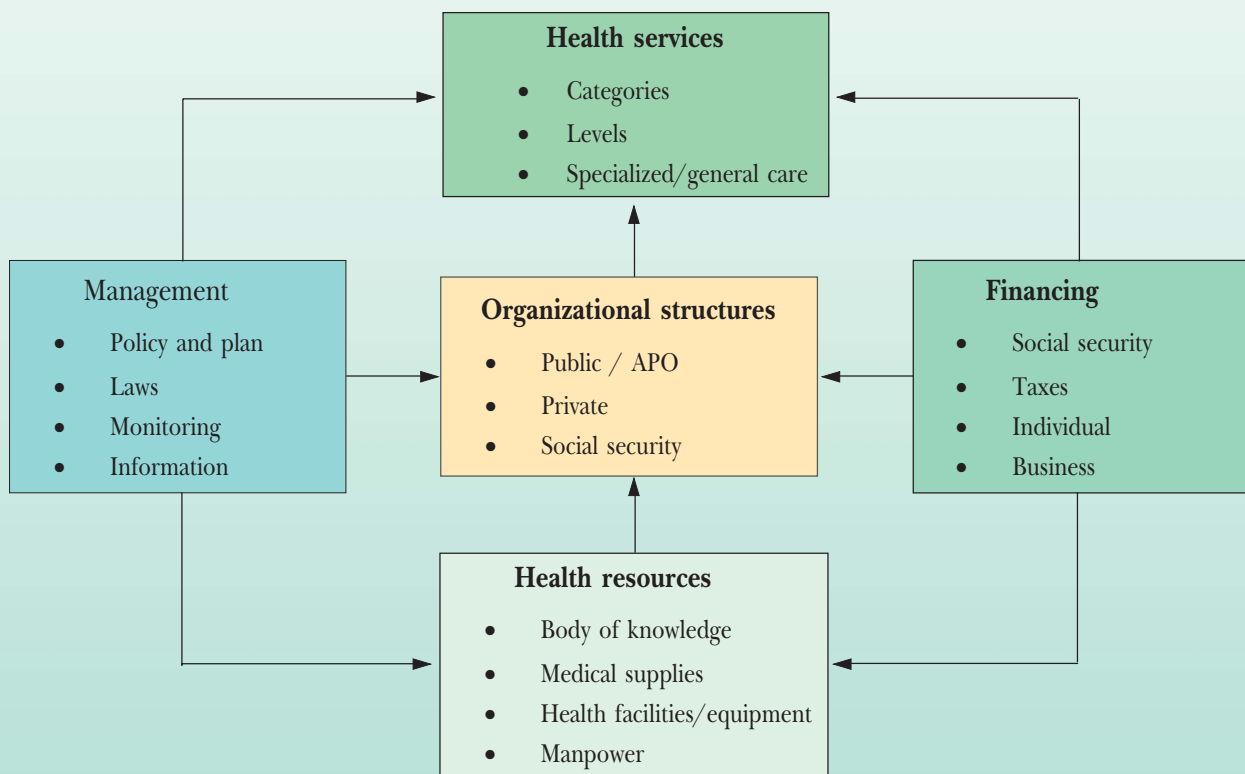 Health services
• Categories
• Levels
• Specialized/general care
Management
• Policy and plan
• Laws
• Monitoring
• Information
Organizational structures
• Public / APO
• Private
• Social security
Financing
• Social security
• Taxes
• Individual
• Business
Health resources
• Body of knowledge
• Medical supplies
• Health facilities/equipment
• Manpower